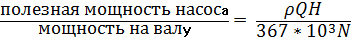 полезная мощность насоса
мощность на валу = ρQH
367 * 10³N